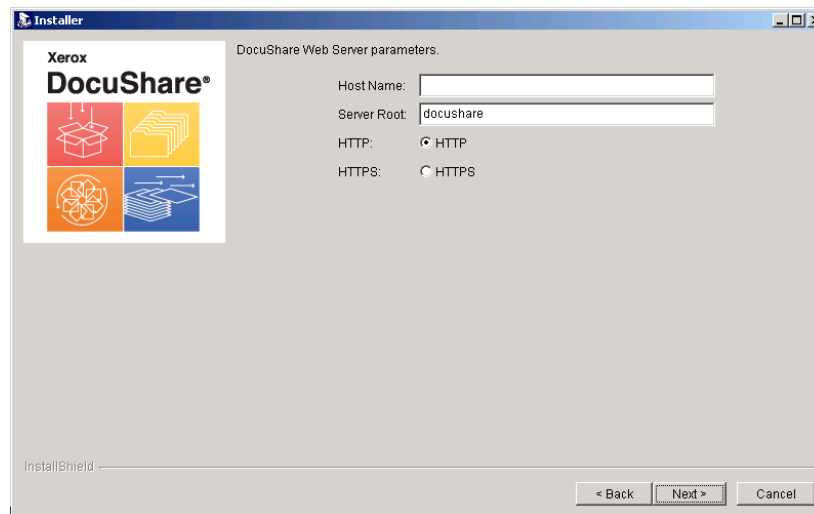 Installer
Xerox
DocuShare®
DocuShare Web Server parameters.
Host Name:
Server Root: docushare
HTTP: HTTP
HTTPS: HTTPS
InstallShield
< Back Next > Cancel